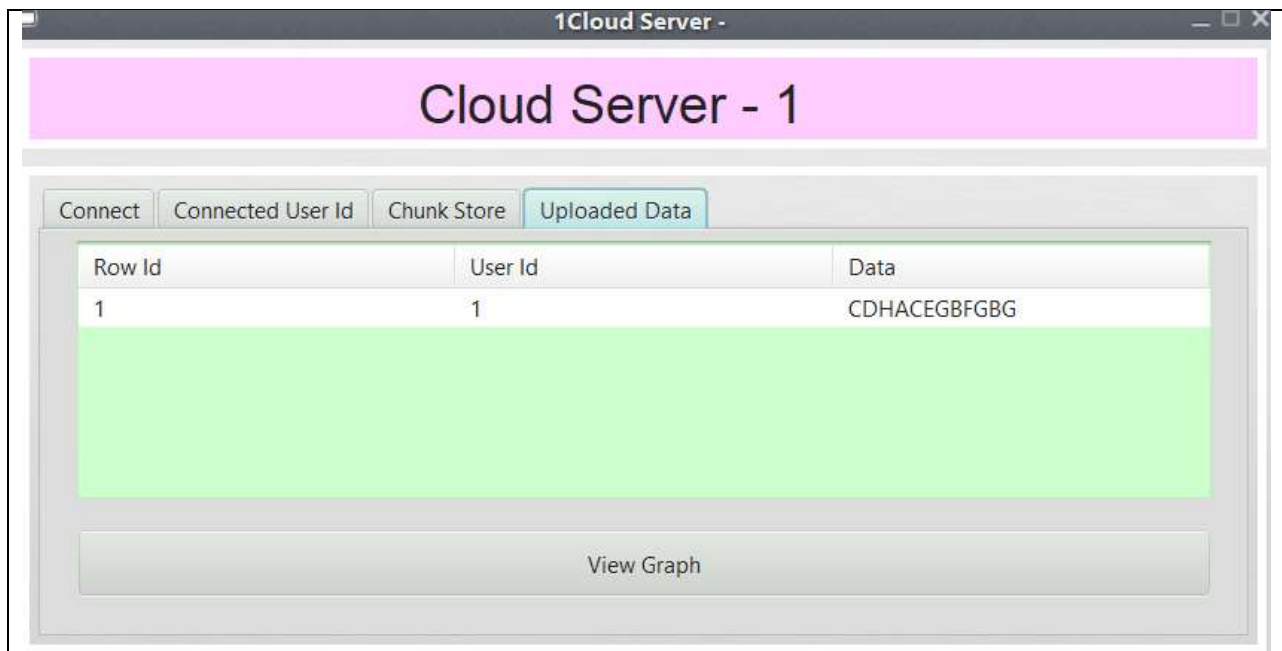 1Cloud Server -
Cloud Server - 1
Connect Connected User Id Chunk Store Uploaded Data
Row Id User Id Data
1 1 CDHACEGBFGBG
View Graph